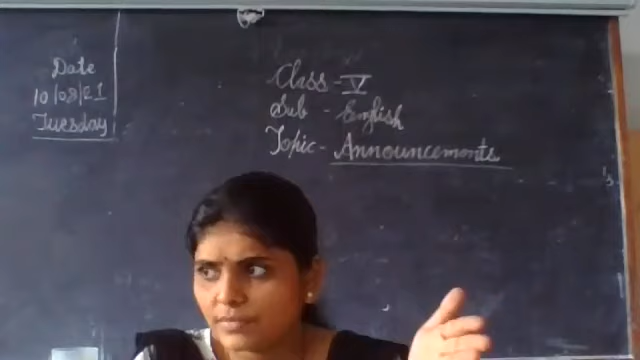 Date
10/08/21
Tuesday
Class - V
Sub - English
Topic - Announcements